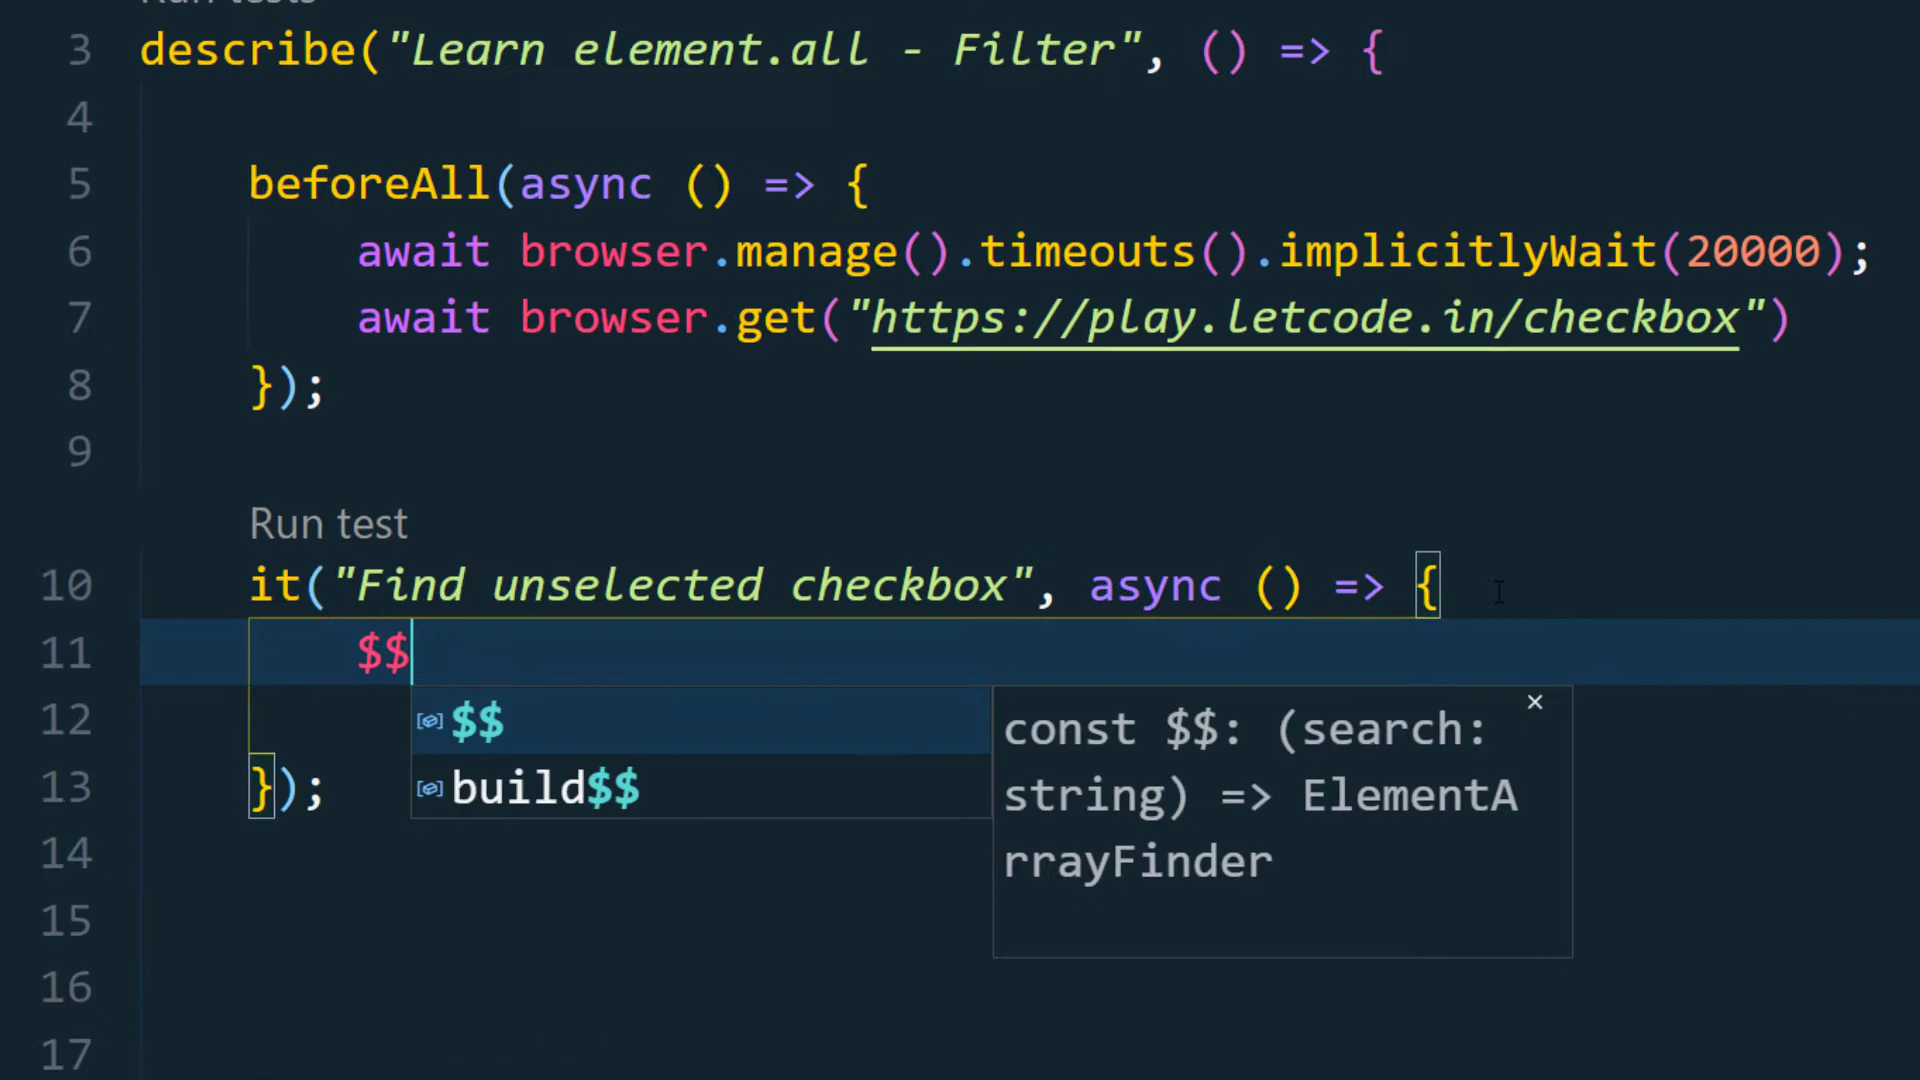 Run tests
3 describe("Learn element.all - Filter", () => {
4
5 beforeAll(async () => {
6 await browser.manage().timeouts().implicitlyWait(20000);
7 await browser.get("https://play.letcode.in/checkbox")
8 });
9
Run test
10 it("Find unselected checkbox", async () => {
11 $$
12 $$ const $$: (search:
build$$ string) => ElementA
13 });
rrayFinder
14
15
16
17